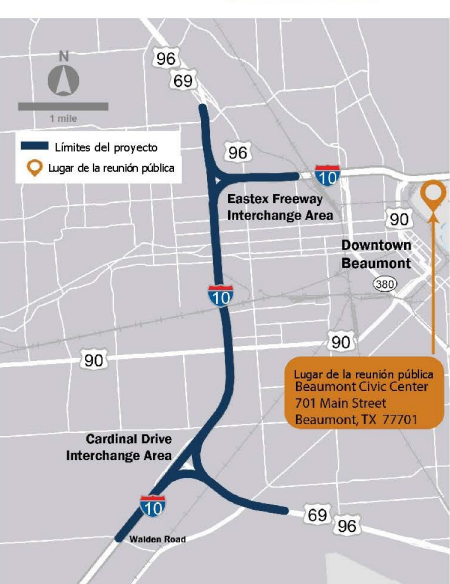 96
69
N
1 mile
Límites del proyecto
Lugar de la reunión pública
96
10
Eastex Freeway
Interchange Area
90
Downtown
Beaumont
380
10
90
90
Lugar de la reunión pública
Beaumont Civic Center
701 Main Street
Beaumont, TX 77701
Cardinal Drive
Interchange Area
10
69
96
Walden Road